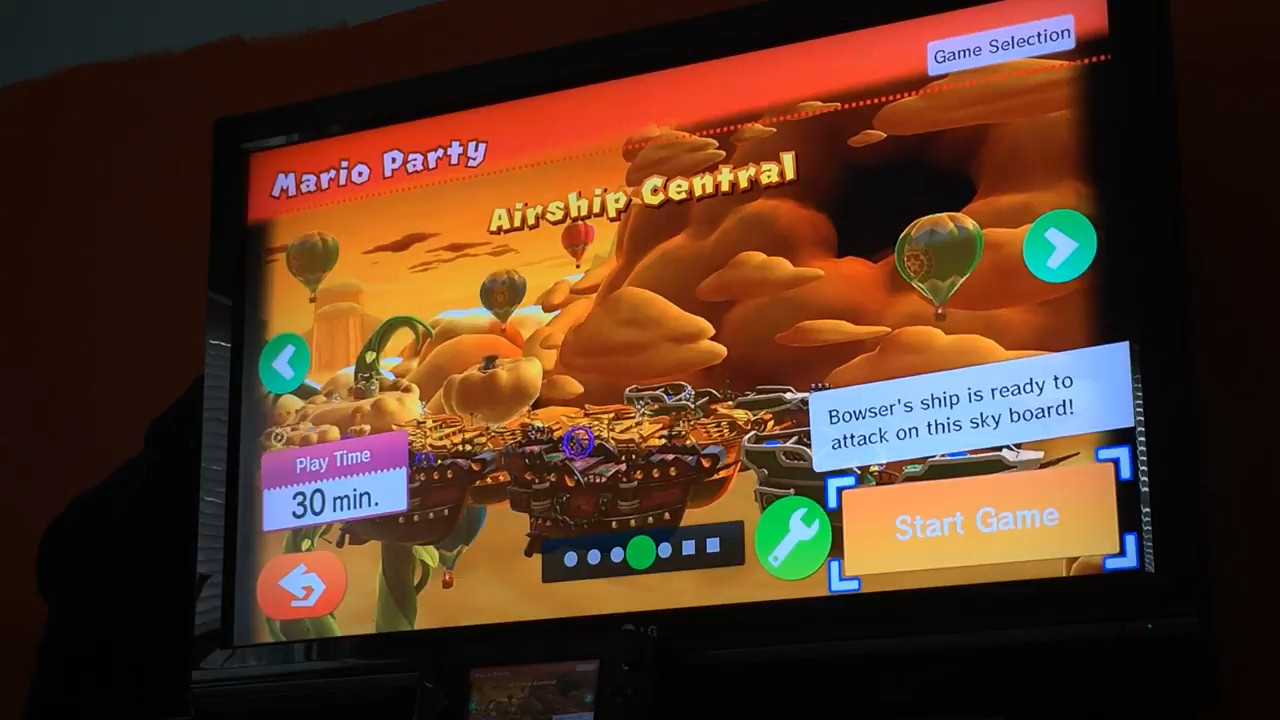 Game Selection
Mario Party
Airship Central
Bowser's ship is ready to
attack on this sky board!
Play Time
30 min.
Start Game
LG